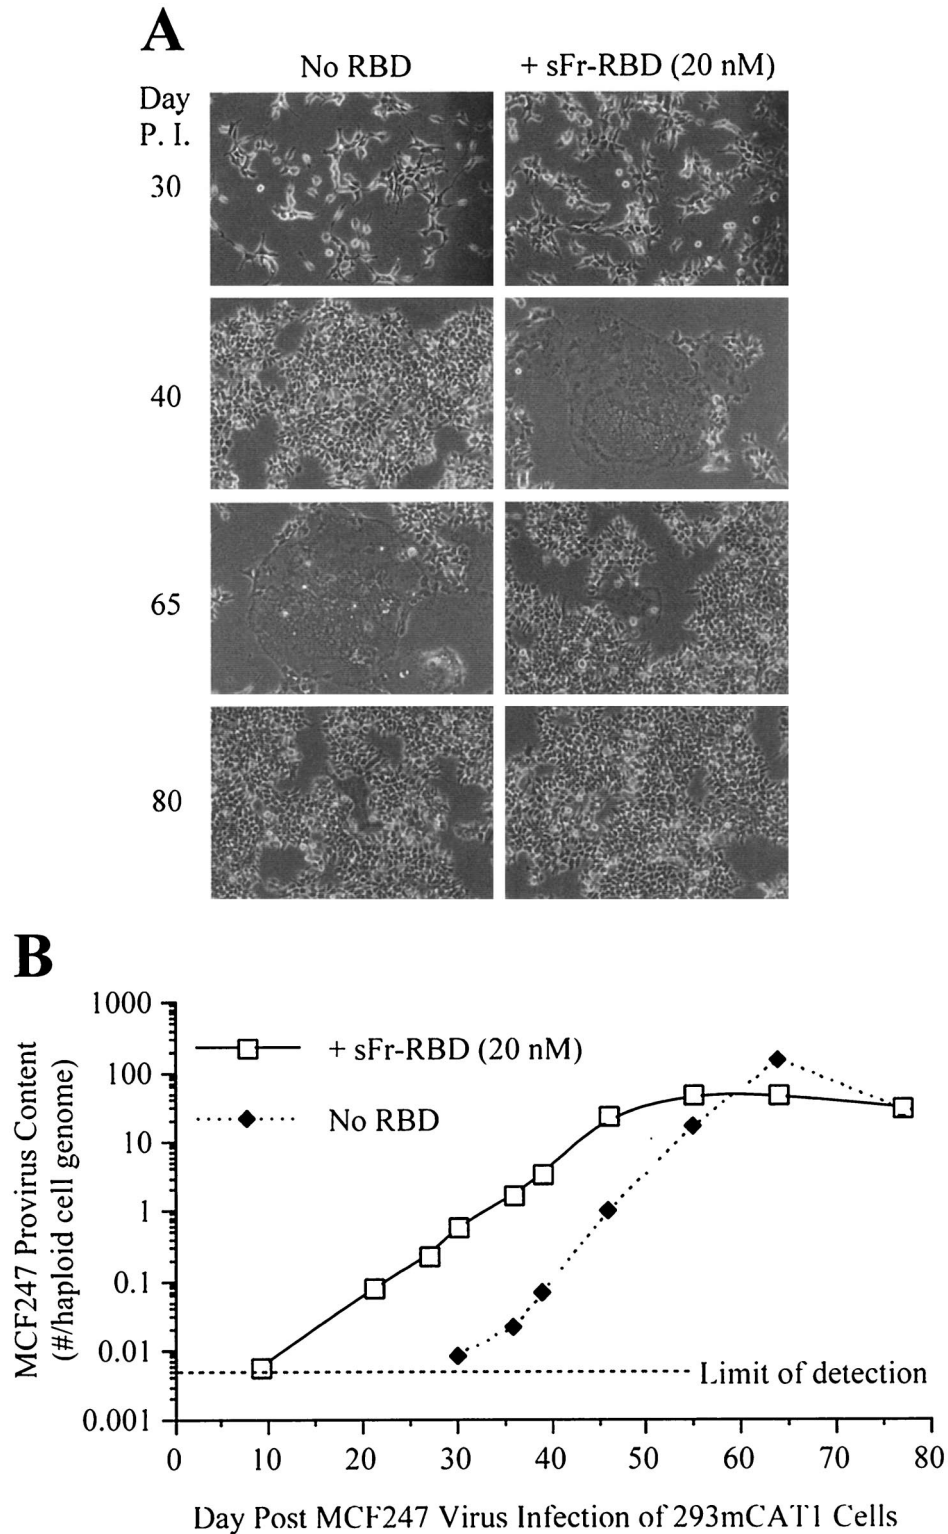 A
No RBD
+ sFr-RBD (20 nM)
Day
P. I.
30
40
65
80
B
MCF247 Provirus Content
(#/haploid cell genome)
1000
100
10
1
0.1
0.01
0.001
+ sFr-RBD (20 nM)
No RBD
Limit of detection
0 10 20 30 40 50 60 70 80
Day Post MCF247 Virus Infection of 293mCAT1 Cells